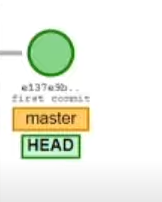 e137e9b..
first commit
master
HEAD